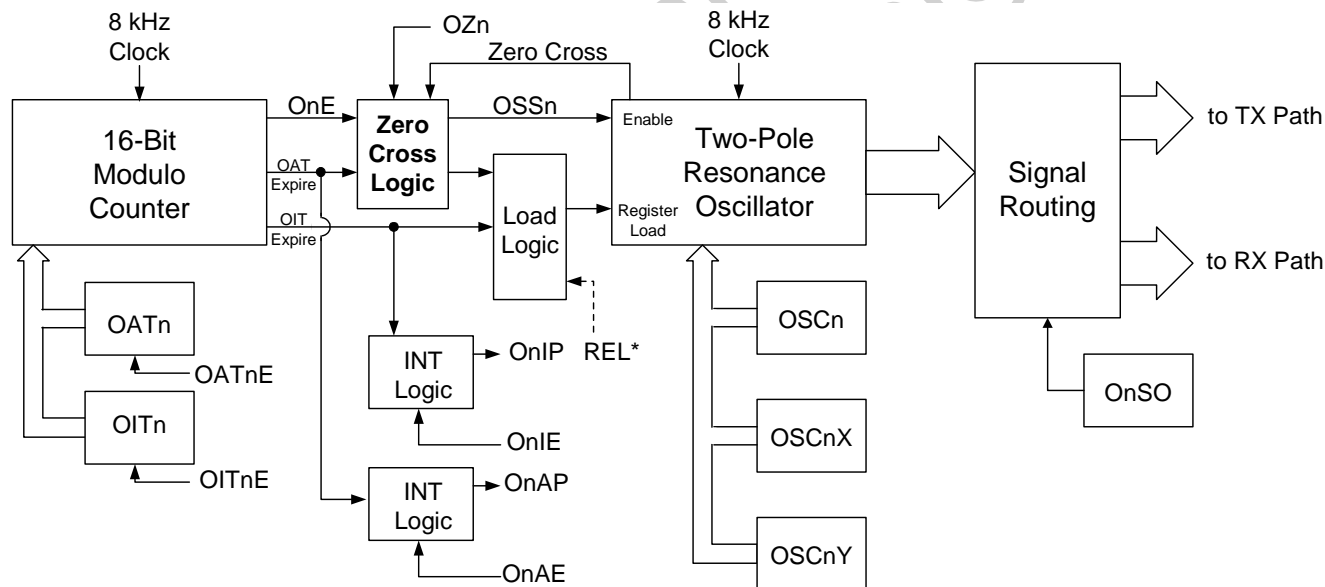 8 kHz
Clock
OZn
8 kHz
Clock
Zero Cross
OnE
OSSn
16-Bit
Modulo
Counter
OAT
Expire
OIT
Expire
Zero
Cross
Logic
Load
Logic
Enable
Register
Load
Two-Pole
Resonance
Oscillator
Signal
Routing
to TX Path
to RX Path
OATn
OATnE
OITn
OITnE
INT
Logic
OnIP
REL*
OnIE
INT
Logic
OnAP
OnAE
OSCn
OSCnX
OSCnY
OnSO